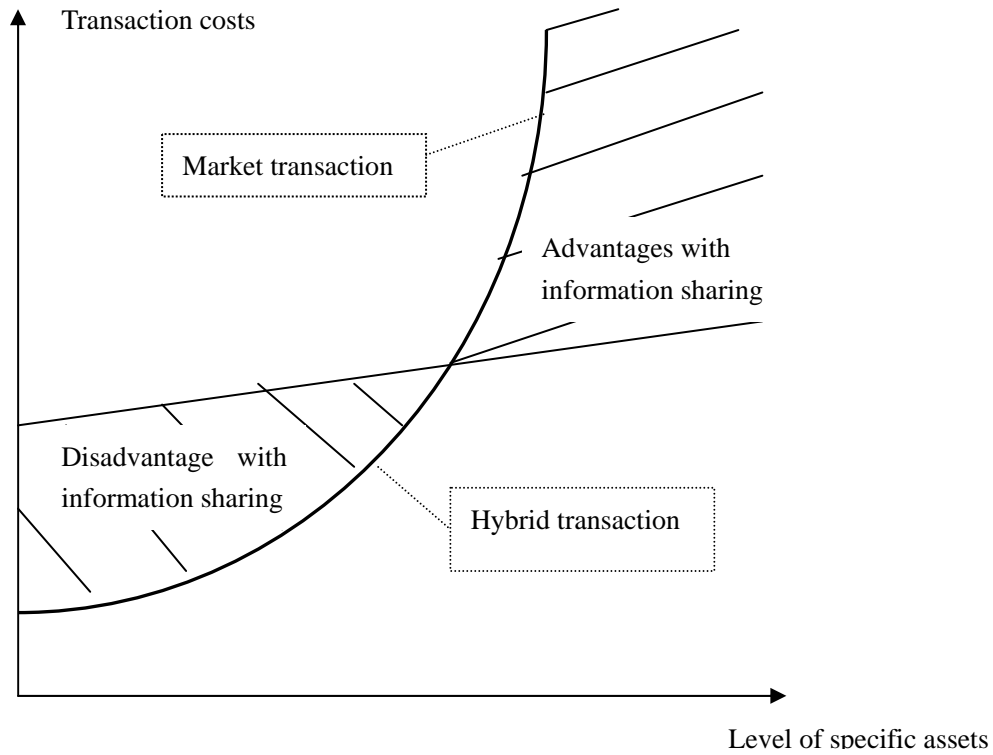 Transaction costs
Market transaction
Advantages with
information sharing
Disadvantage with
information sharing
Hybrid transaction
Level of specific assets